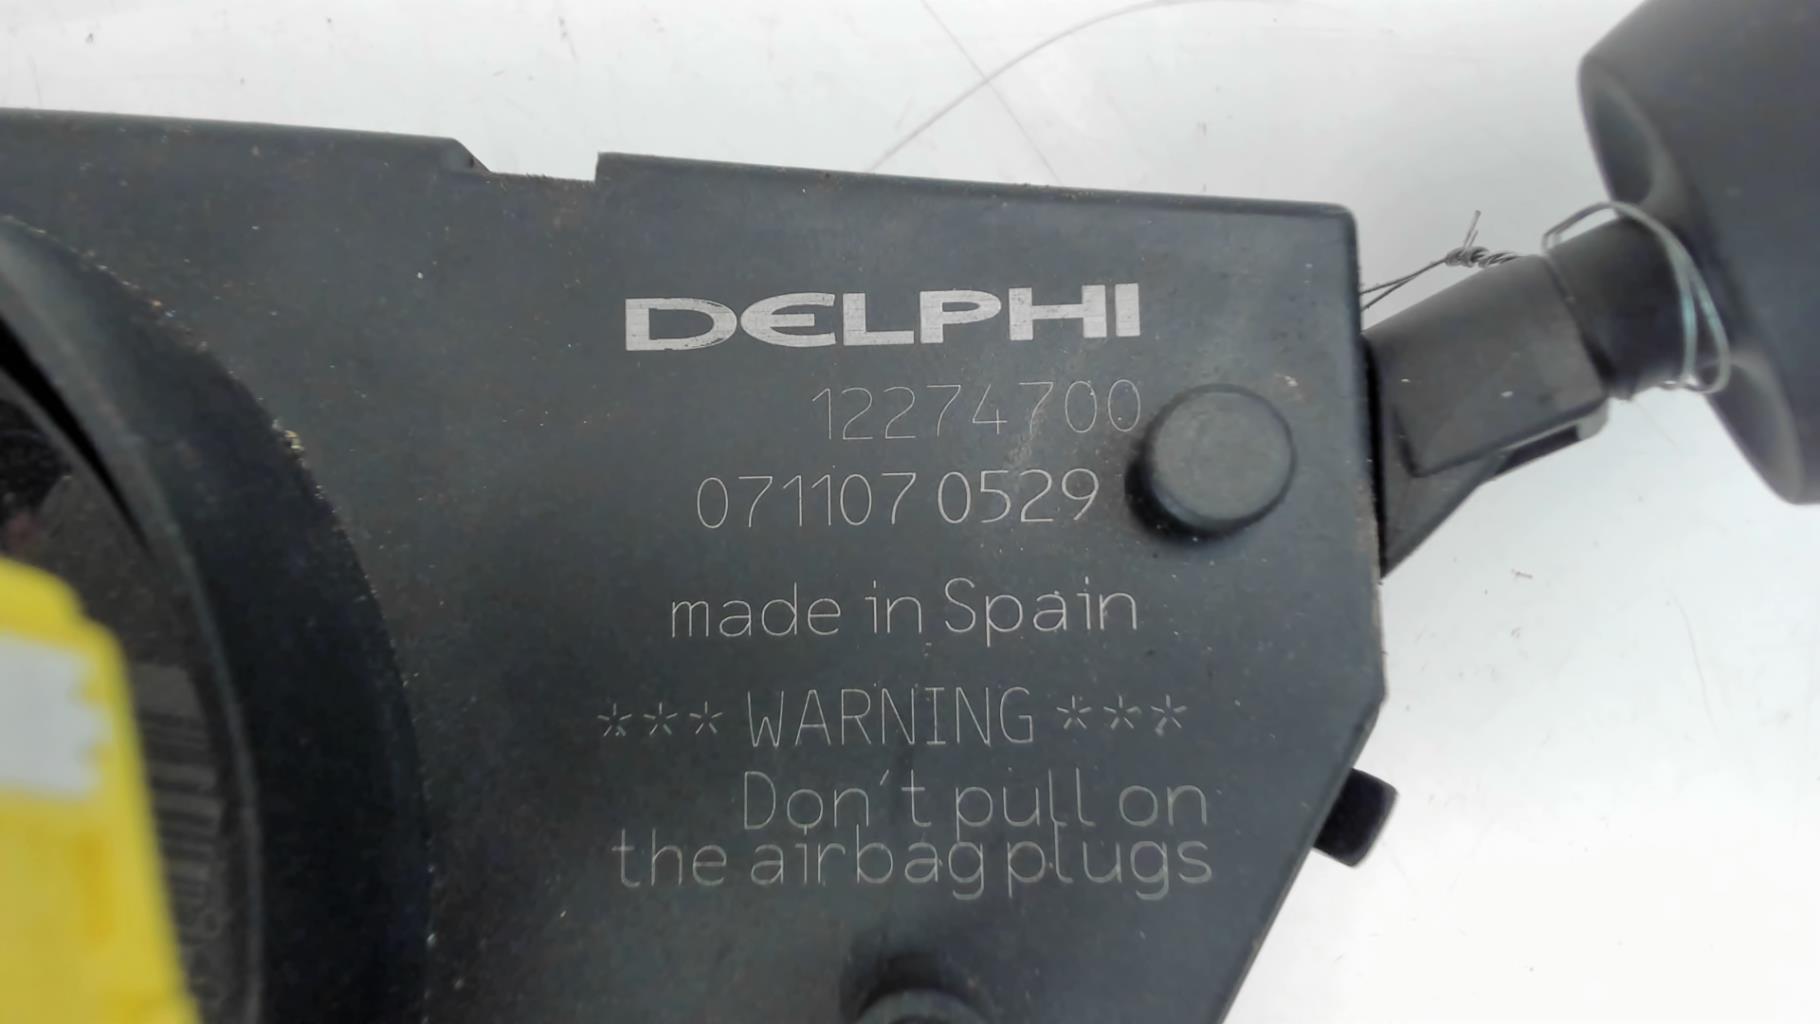 DELPHI
12274700
071107 0529
made in Spain
*** WARNING ***
Don't pull on
the airbag plugs